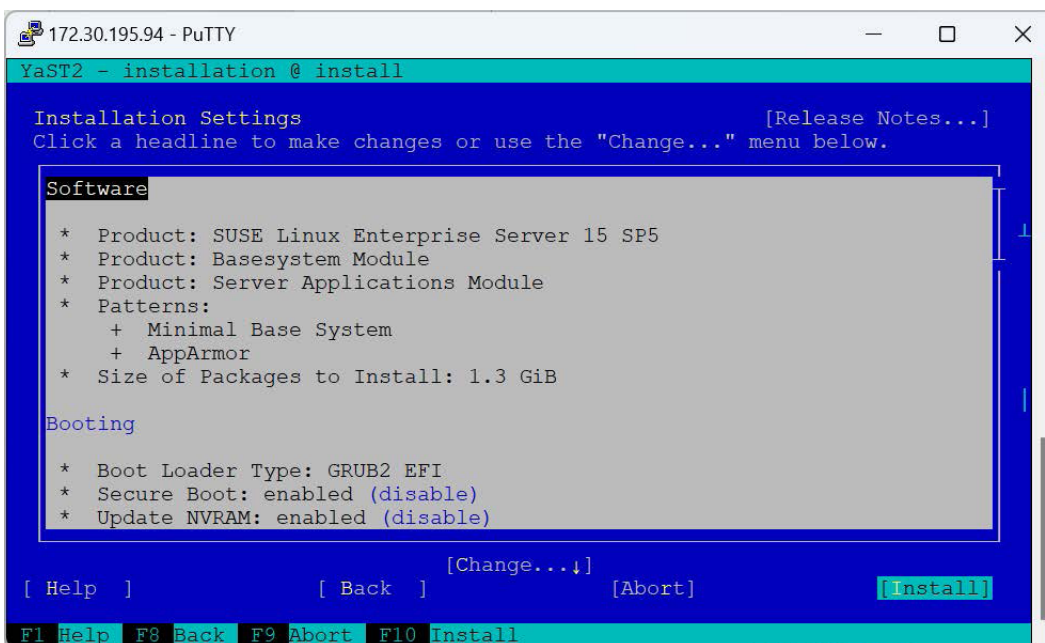 172.30.195.94 - PuTTY
YaST2 - installation @ install
Installation Settings [Release Notes...]
Click a headline to make changes or use the "Change..." menu below.
Software
* Product: SUSE Linux Enterprise Server 15 SP5
* Product: Basesystem Module
* Product: Server Applications Module
* Patterns:
+ Minimal Base System
+ AppArmor
* Size of Packages to Install: 1.3 GiB
Booting
* Boot Loader Type: GRUB2 EFI
* Secure Boot: enabled (disable)
* Update NVRAM: enabled (disable)
[Change...↓]
[ Help ] [ Back ] [Abort] [Install]
F1 Help F8 Back F9 Abort F10 Install